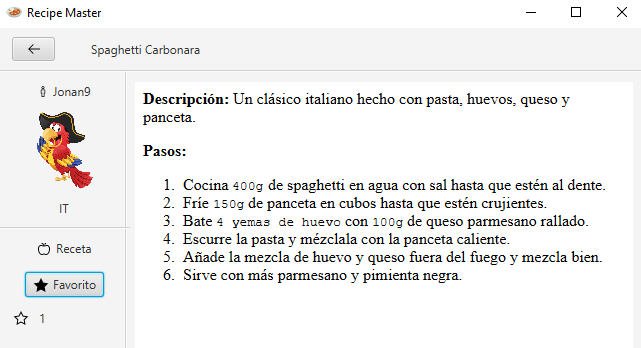 Recipe Master
Spaghetti Carbonara
Jonan9
IT
Receta
Favorito
1
Descripción: Un clásico italiano hecho con pasta, huevos, queso y
panceta.
Pasos:
1. Cocina 400g de spaghetti en agua con sal hasta que estén al dente.
2. Fríe 150g de panceta en cubos hasta que estén crujientes.
3. Bate 4 yemas de huevo con 100g de queso parmesano rallado.
4. Escurre la pasta y mézclala con la panceta caliente.
5. Añade la mezcla de huevo y queso fuera del fuego y mezcla bien.
6. Sirve con más parmesano y pimienta negra.